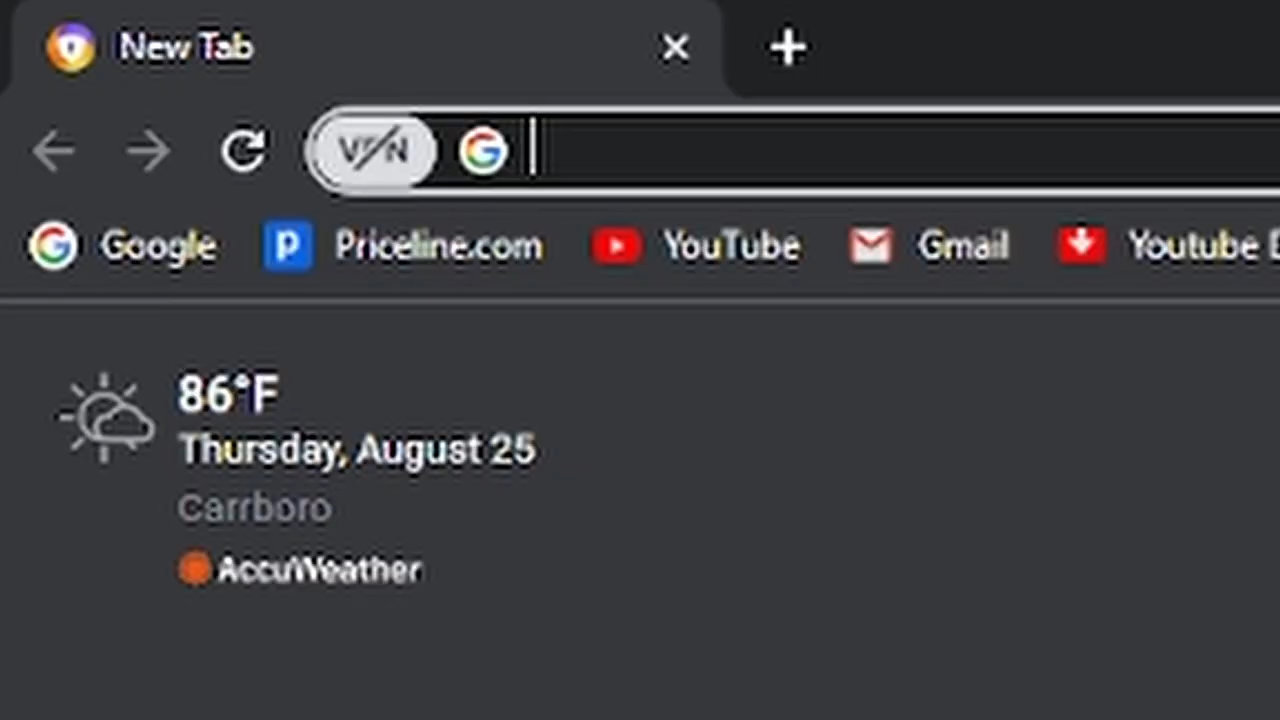 New Tab
VPN
Google Priceline.com YouTube Gmail Youtube
86°F
Thursday, August 25
Carrboro
AccuWeather